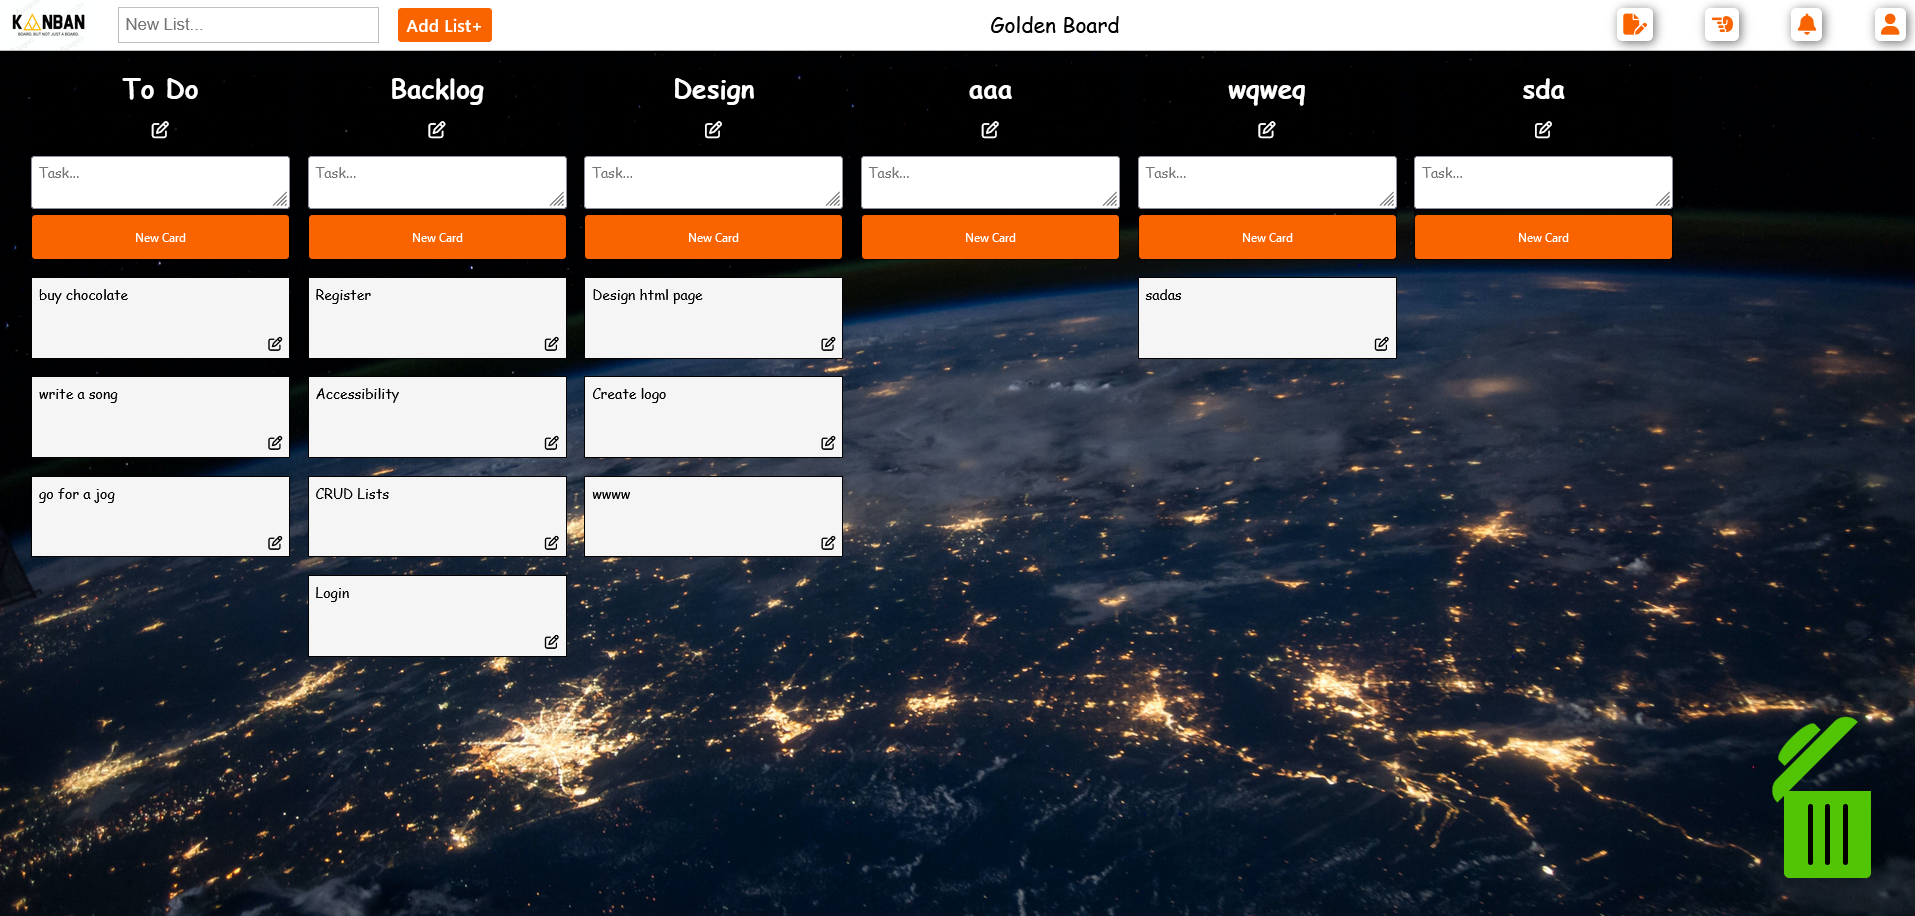 KANBAN
BOARD, BUT NOT JUST A BOARD.
New List...
Add List+
Golden Board
To Do
Backlog
Design
aaa
wqweq
sda
Task...
Task...
Task...
Task...
Task...
Task...
New Card
New Card
New Card
New Card
New Card
New Card
buy chocolate
Register
Design html page
sadas
write a song
Accessibility
Create logo
go for a jog
CRUD Lists
wwww
Login